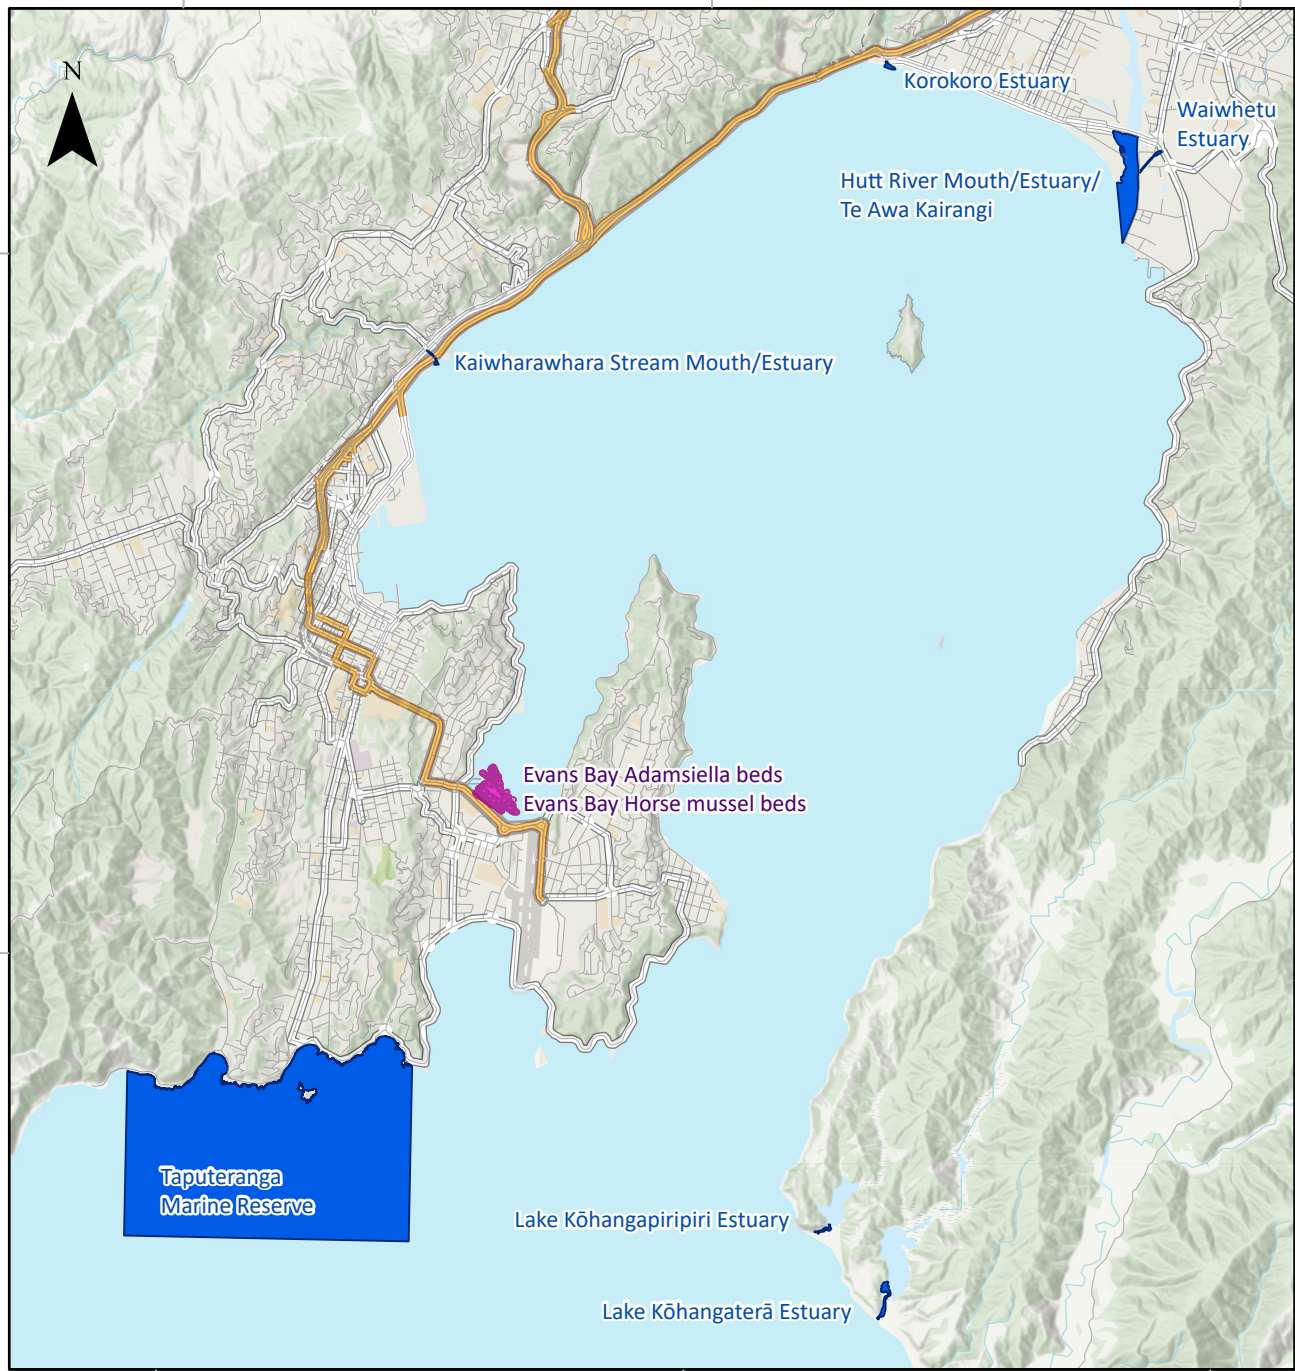 N
Korokoro Estuary
Waiwhetu
Estuary
Hutt River Mouth/Estuary/
Te Awa Kairangi
Kaiwharawhara Stream Mouth/Estuary
Evans Bay Adamsiella beds
Evans Bay Horse mussel beds
Taputeranga
Marine Reserve
Lake Kōhangapiripiri Estuary
Lake Kōhangaterā Estuary